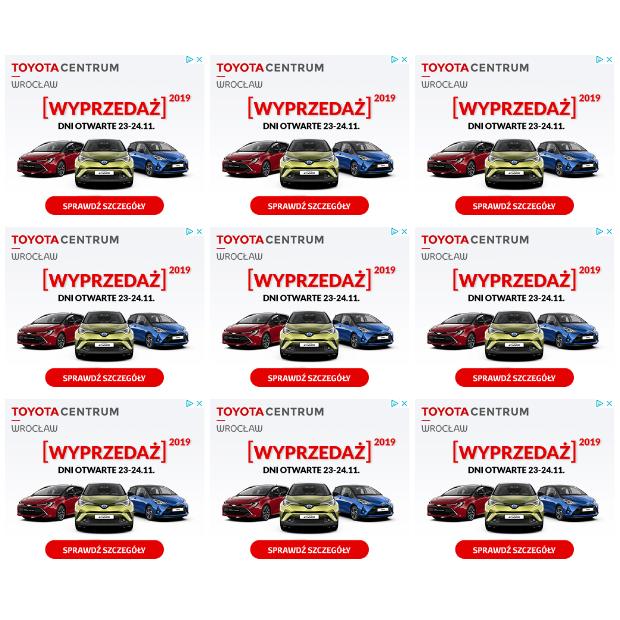 TOYOTA CENTRUM TOYOTA CENTRUM TOYOTA CENTRUM
WROCŁAW WROCŁAW WROCŁAW
[WYPRZEDAŻ] 2019 [WYPRZEDAŻ] 2019 [WYPRZEDAŻ] 2019
DNI OTWARTE 23-24.11. DNI OTWARTE 23-24.11. DNI OTWARTE 23-24.11.
SPRAWDŹ SZCZEGÓŁY SPRAWDŹ SZCZEGÓŁY SPRAWDŹ SZCZEGÓŁY
TOYOTA CENTRUM TOYOTA CENTRUM TOYOTA CENTRUM
WROCŁAW WROCŁAW WROCŁAW
[WYPRZEDAŻ] 2019 [WYPRZEDAŻ] 2019 [WYPRZEDAŻ] 2019
DNI OTWARTE 23-24.11. DNI OTWARTE 23-24.11. DNI OTWARTE 23-24.11.
SPRAWDŹ SZCZEGÓŁY SPRAWDŹ SZCZEGÓŁY SPRAWDŹ SZCZEGÓŁY
TOYOTA CENTRUM TOYOTA CENTRUM TOYOTA CENTRUM
WROCŁAW WROCŁAW WROCŁAW
[WYPRZEDAŻ] 2019 [WYPRZEDAŻ] 2019 [WYPRZEDAŻ] 2019
DNI OTWARTE 23-24.11. DNI OTWARTE 23-24.11. DNI OTWARTE 23-24.11.
SPRAWDŹ SZCZEGÓŁY SPRAWDŹ SZCZEGÓŁY SPRAWDŹ SZCZEGÓŁY